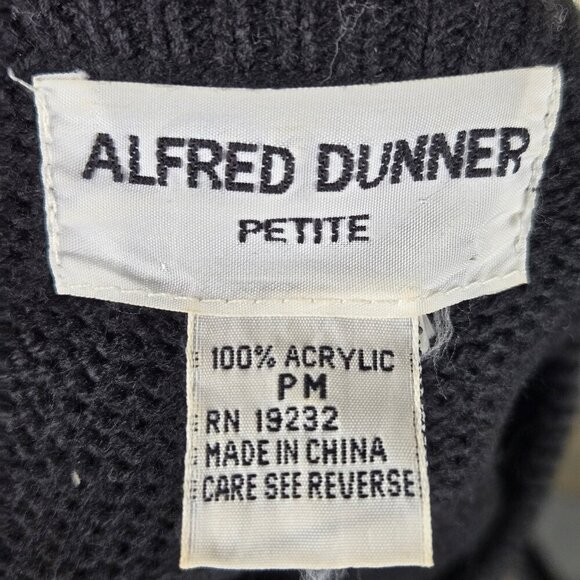 ALFRED DUNNER
PETITE
100% ACRYLIC
PM
RN 19232
MADE IN CHINA
CARE SEE REVERSE